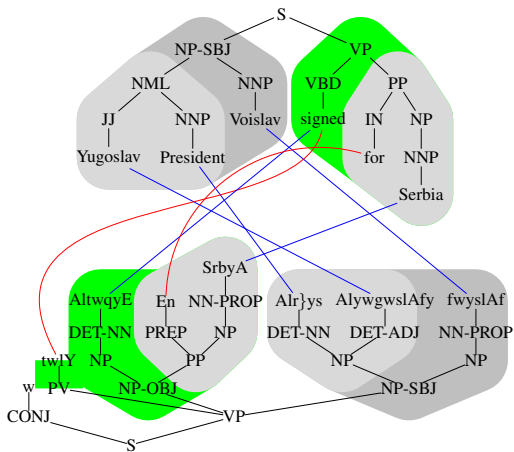 S
NP-SBJ VP
NML NNP VBD PP
JJ NNP Voislav signed IN NP
Yugoslav President for NNP
Serbia
SrbyA
AltwqyE En NN-PROP Alr}ys AlywgwslAfy fwyslAf
DET-NN PREP NP DET-NN DET-ADJ NN-PROP
twlY NP PP NP NP
w PV NP-OBJ NP-SBJ
CONJ VP
S